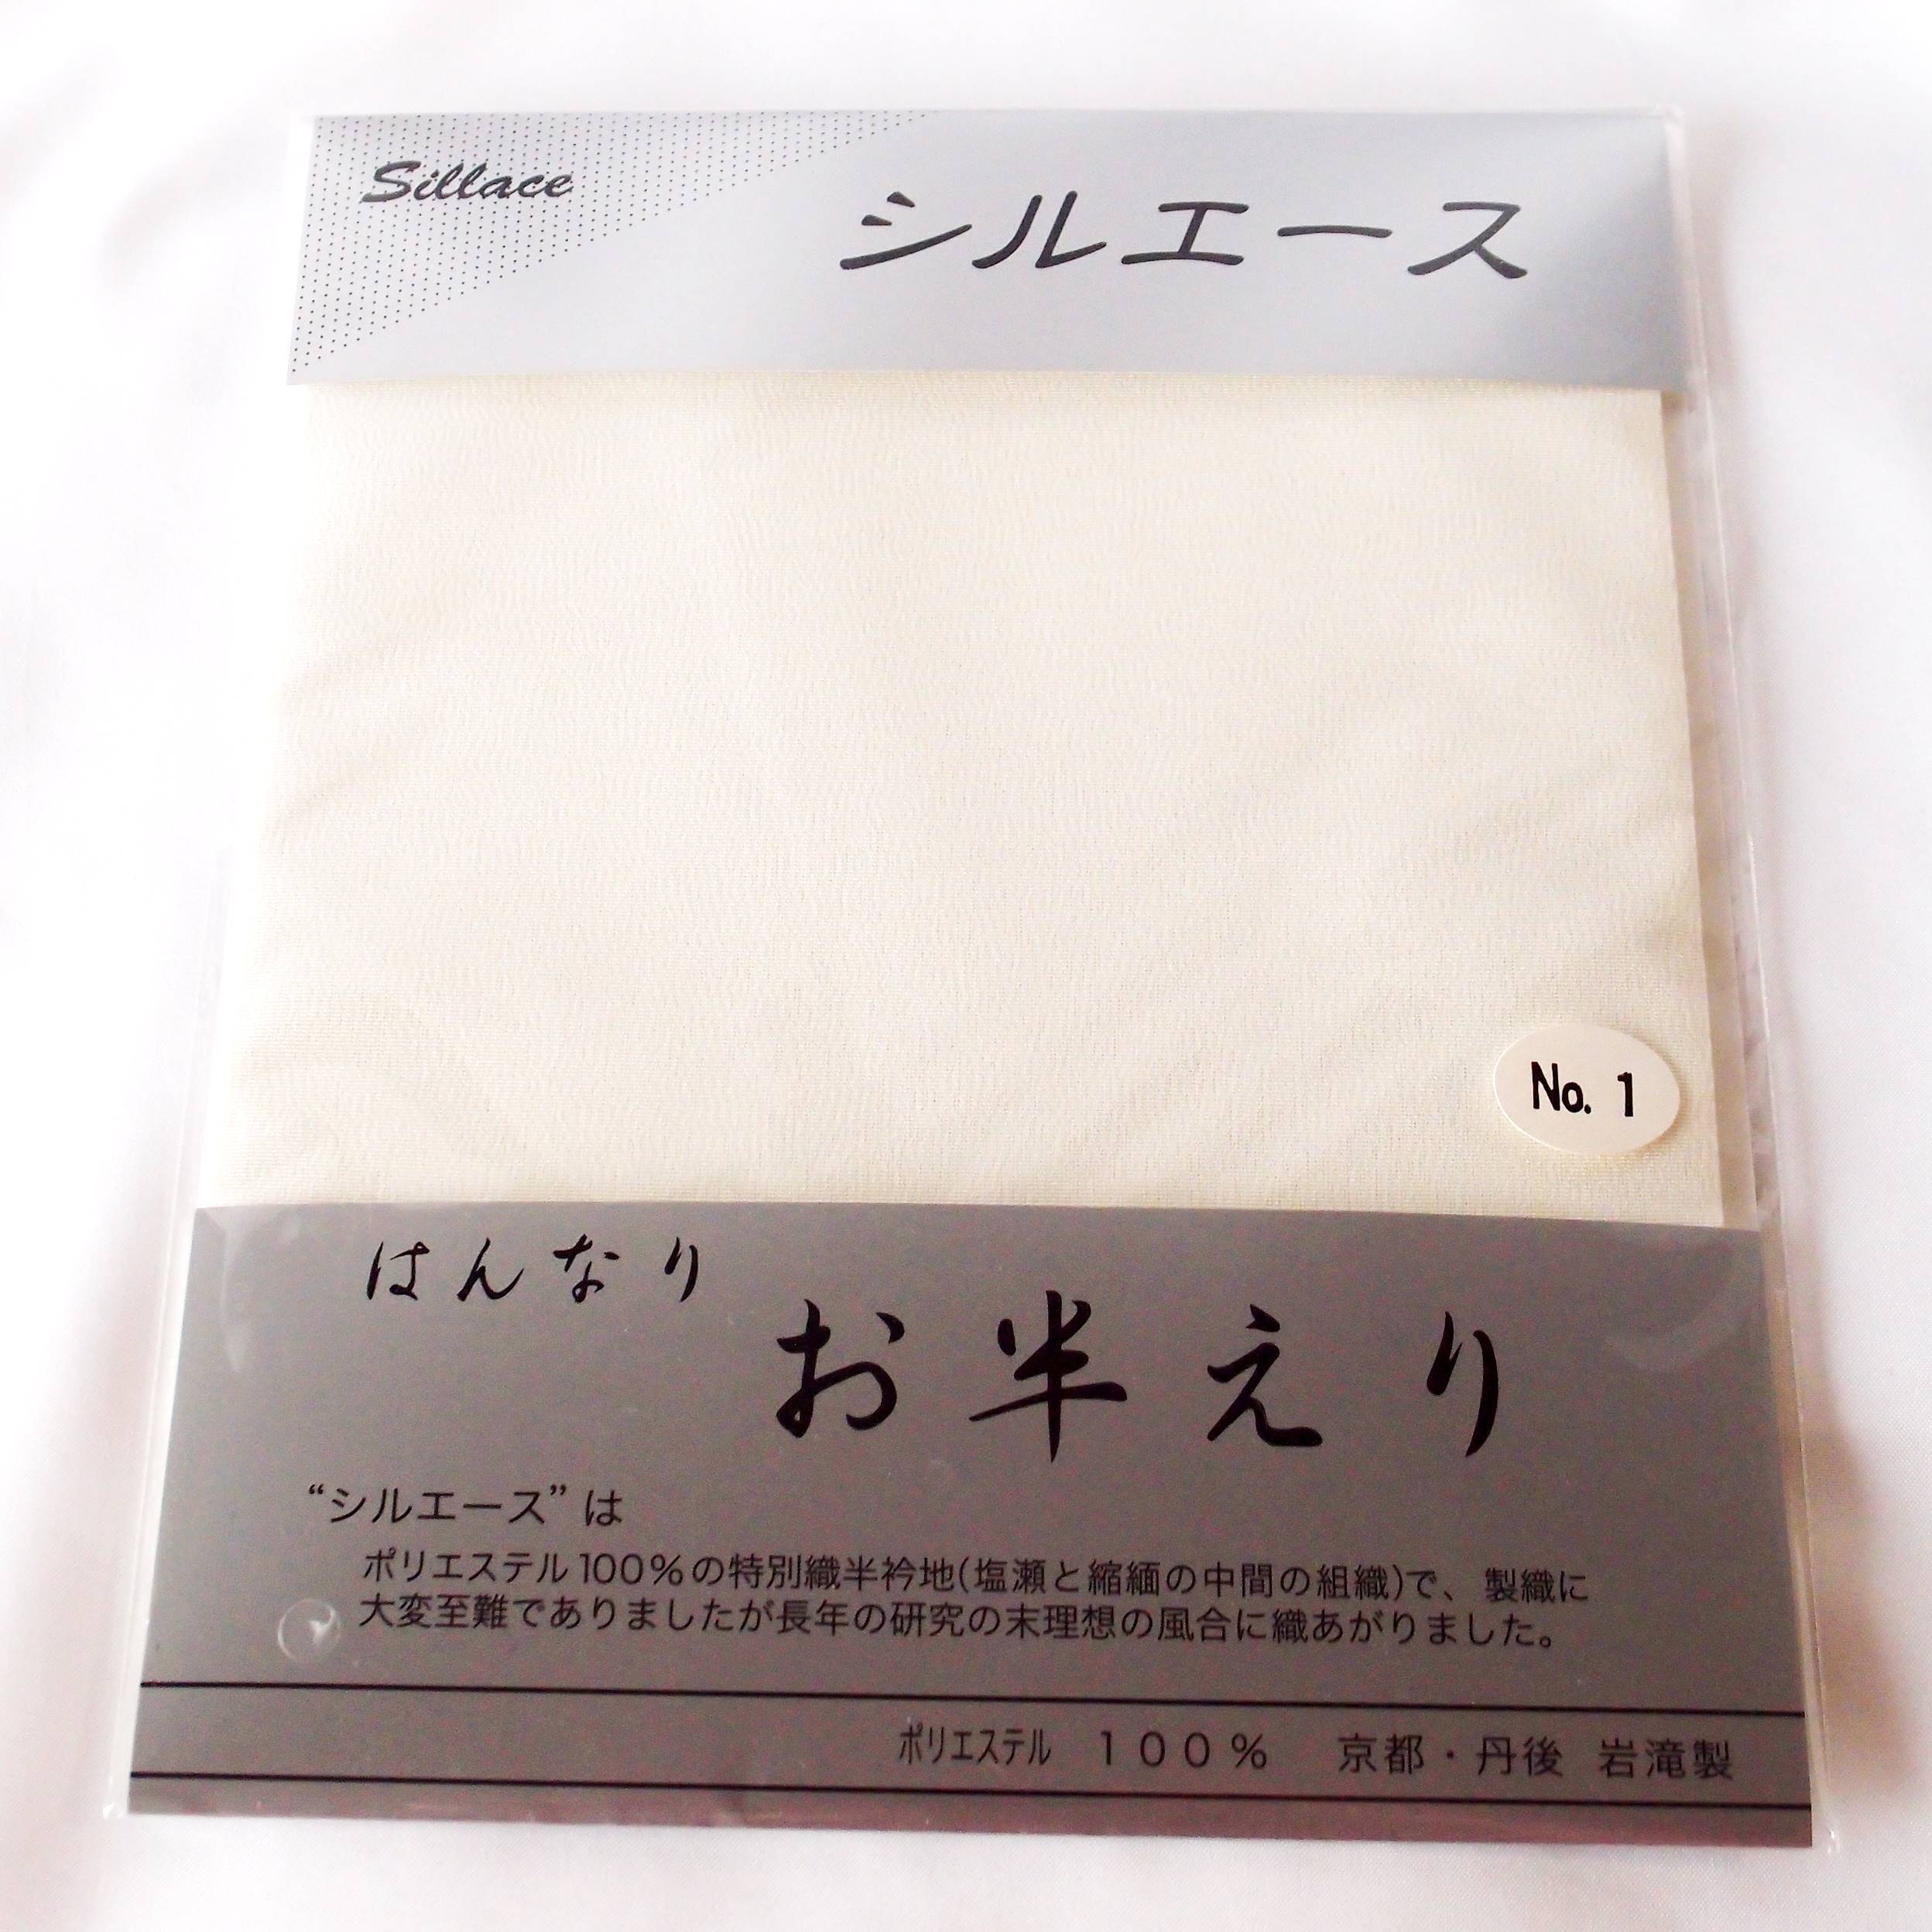 Sillace
シルエース
No. 1
はんなり
お半えり
“シルエース”は
ポリエステル100%の特別織半衿地(塩瀬と縮緬の中間の組織)で、製織に
大変至難でありましたが長年の研究の末理想の風合に織あがりました。
ポリエステル 100% 京都・丹後 岩滝製